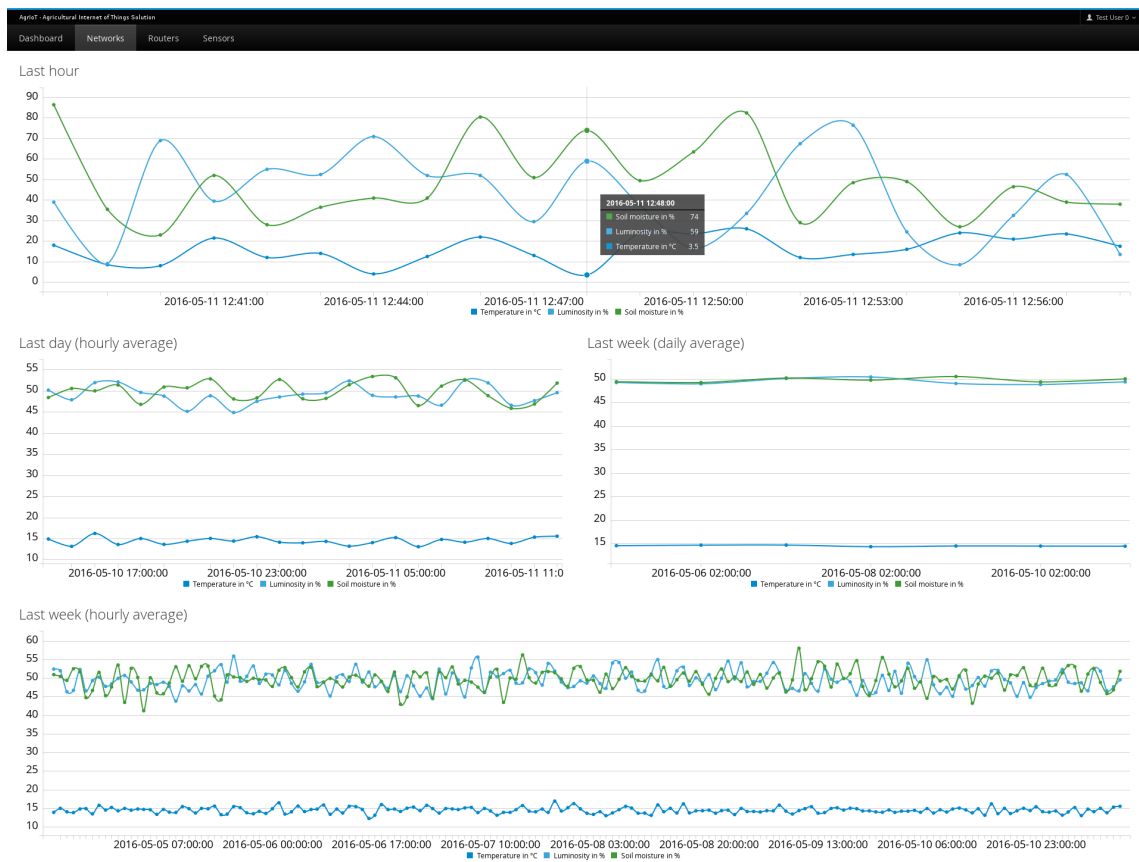 AgrIoT - Agricultural Internet of Things Solution
Test User 0
Dashboard Networks Routers Sensors
Last hour
90
80
70
60
50
40
30
20
10
0
2016-05-11 12:48:00
Soil moisture in % 74
Luminosity in % 59
Temperature in °C 3.5
2016-05-11 12:41:00 2016-05-11 12:44:00 2016-05-11 12:47:00 2016-05-11 12:50:00 2016-05-11 12:53:00 2016-05-11 12:56:00
Temperature in °C Luminosity in % Soil moisture in %
Last day (hourly average)
55
50
45
40
35
30
25
20
15
10
2016-05-10 17:00:00 2016-05-10 23:00:00 2016-05-11 05:00:00 2016-05-11 11:0
Temperature in °C Luminosity in % Soil moisture in %
Last week (daily average)
50
45
40
35
30
25
20
15
2016-05-06 02:00:00 2016-05-08 02:00:00 2016-05-10 02:00:00
Temperature in °C Luminosity in % Soil moisture in %
Last week (hourly average)
60
55
50
45
40
35
30
25
20
15
10
2016-05-05 07:00:00 2016-05-06 00:00:00 2016-05-06 17:00:00 2016-05-07 10:00:00 2016-05-08 03:00:00 2016-05-08 20:00:00 2016-05-09 13:00:00 2016-05-10 06:00:00 2016-05-10 23:00:00
Temperature in °C Luminosity in % Soil moisture in %